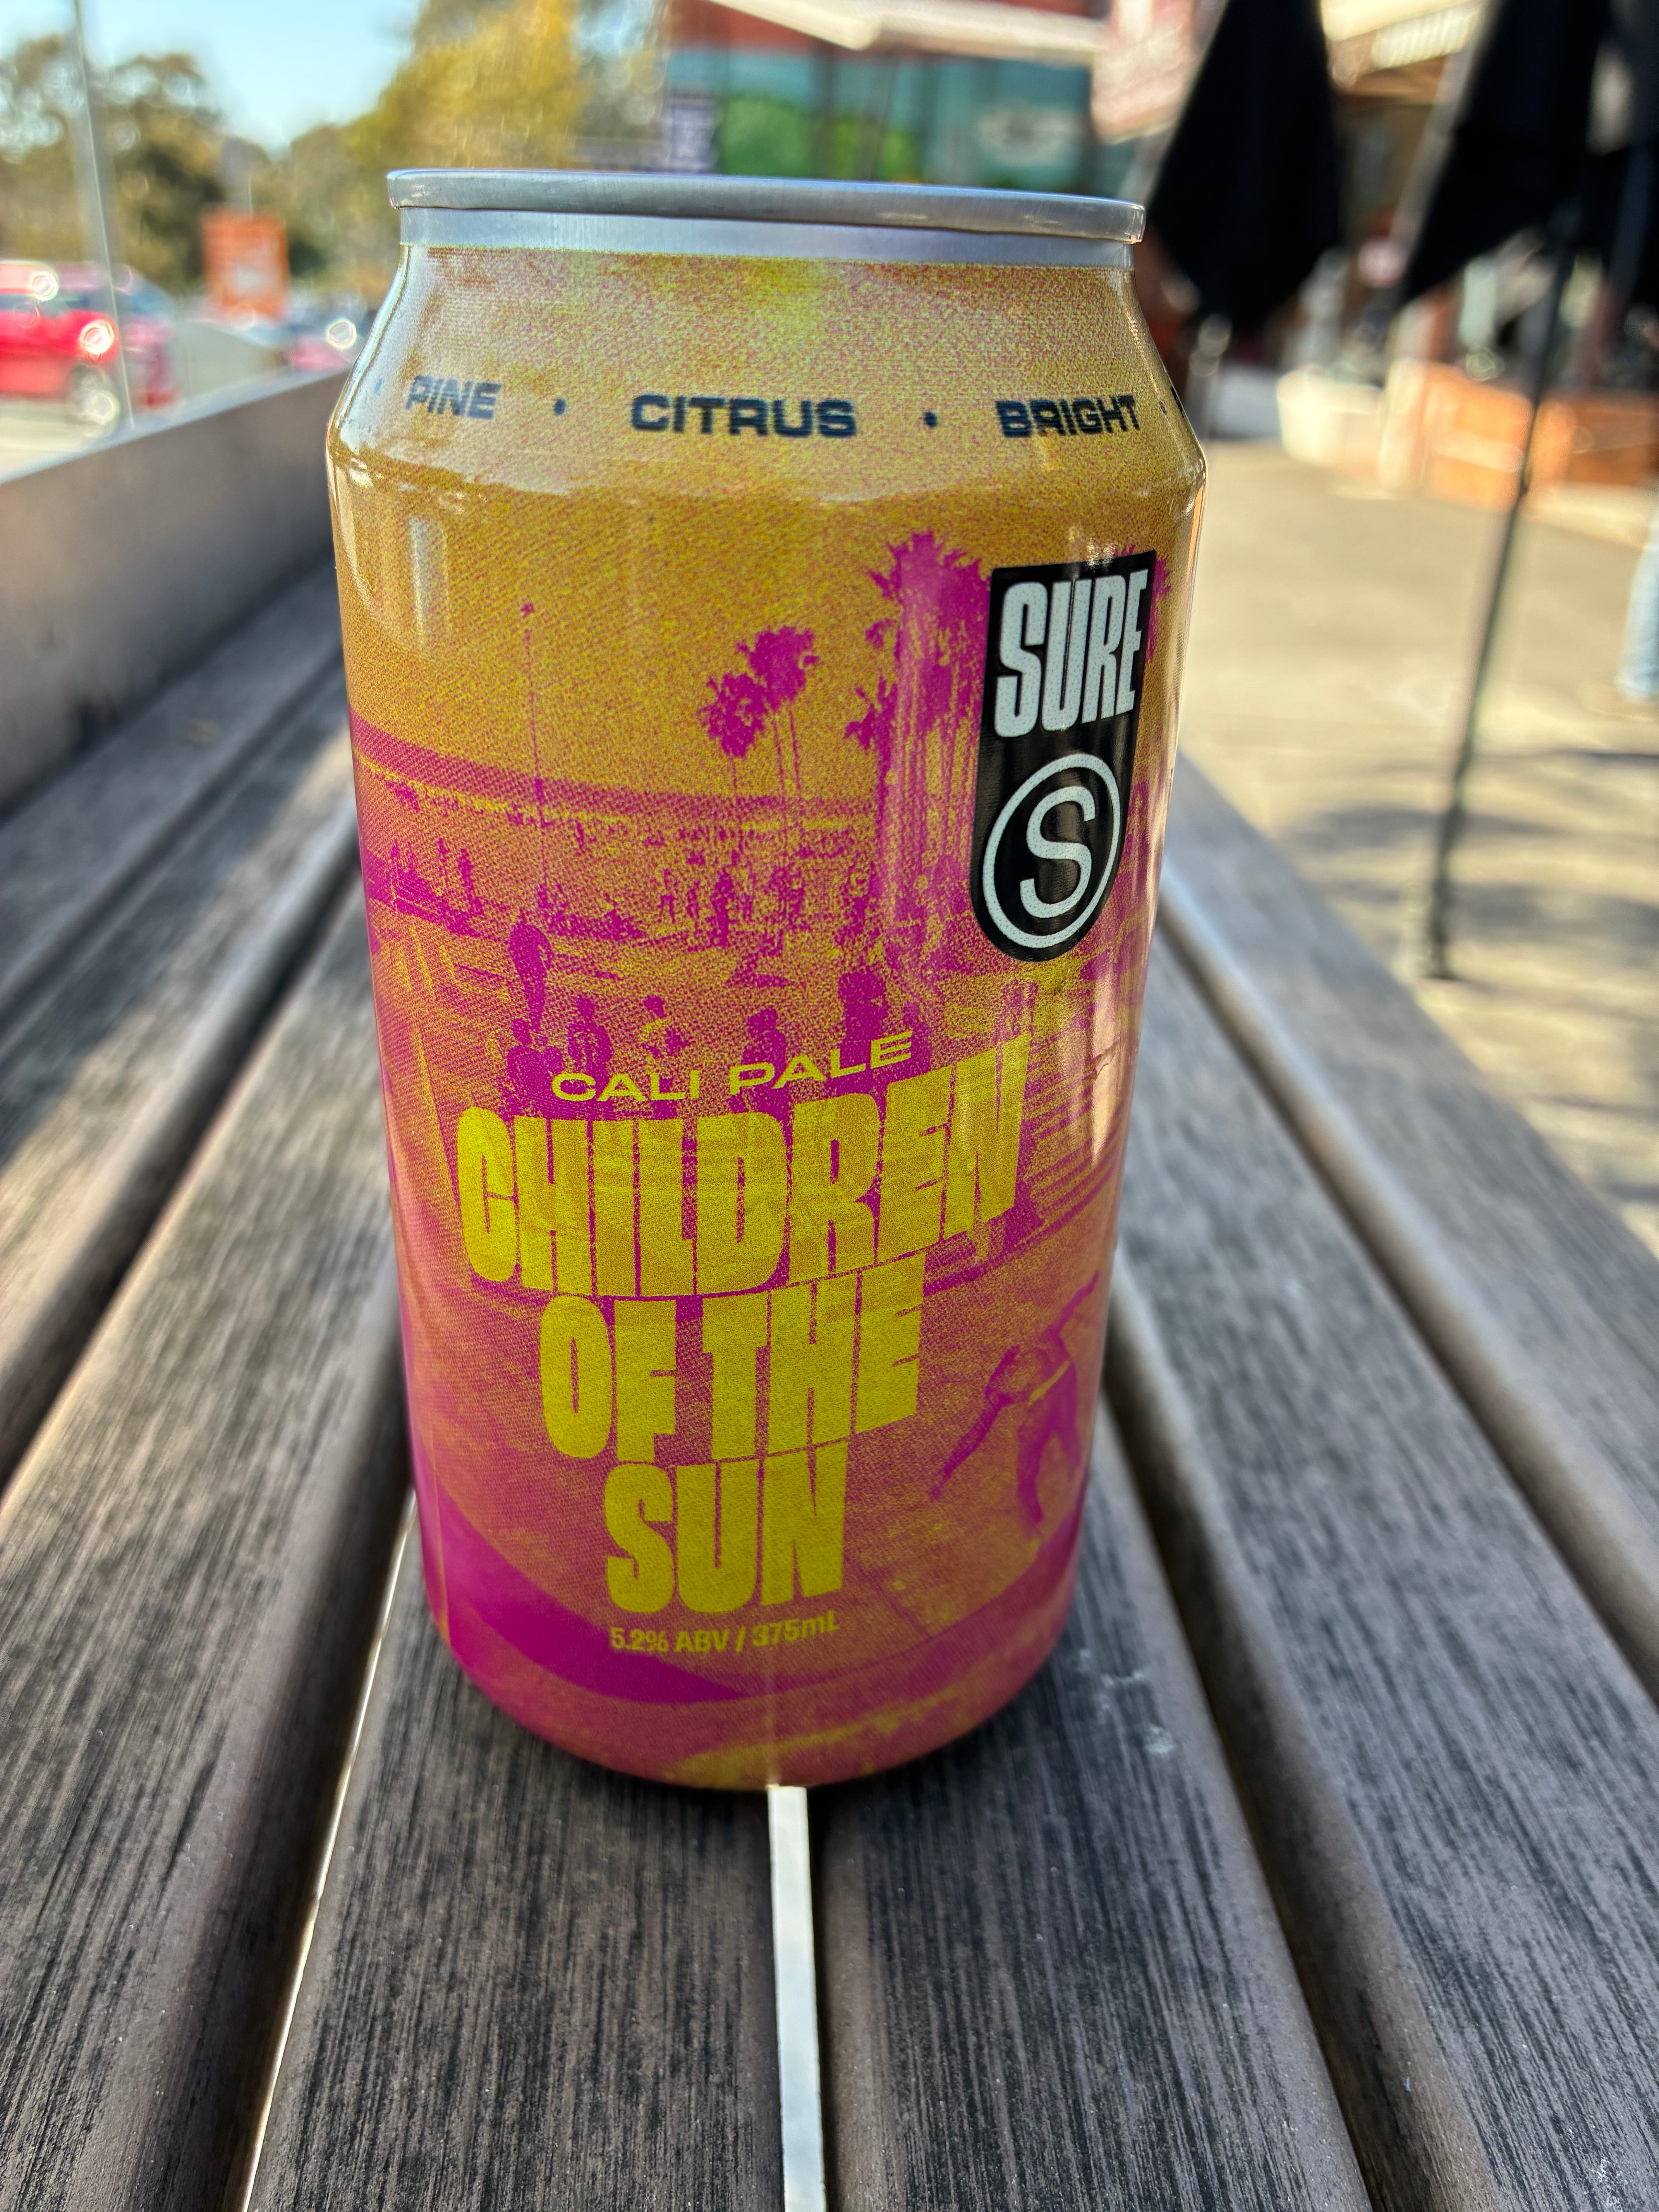 PINE • CITRUS • BRIGHT •
SURE
S
CALI PALE
CHILDREN
OF THE
SUN
5.2% ABV / 375mL